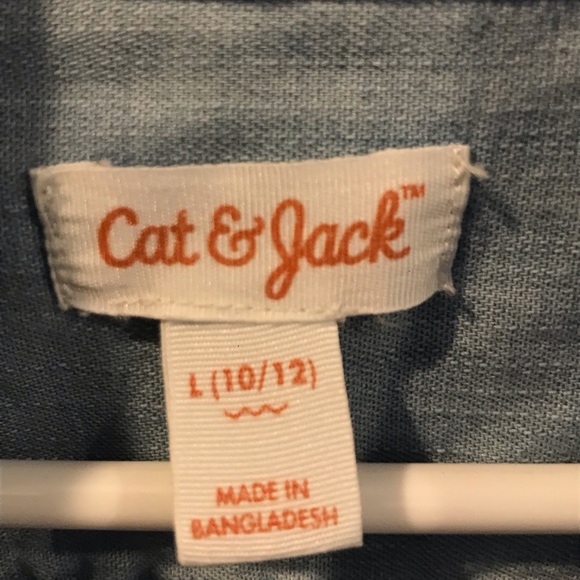 Cat & Jack™
L (10/12)
MADE IN
BANGLADESH